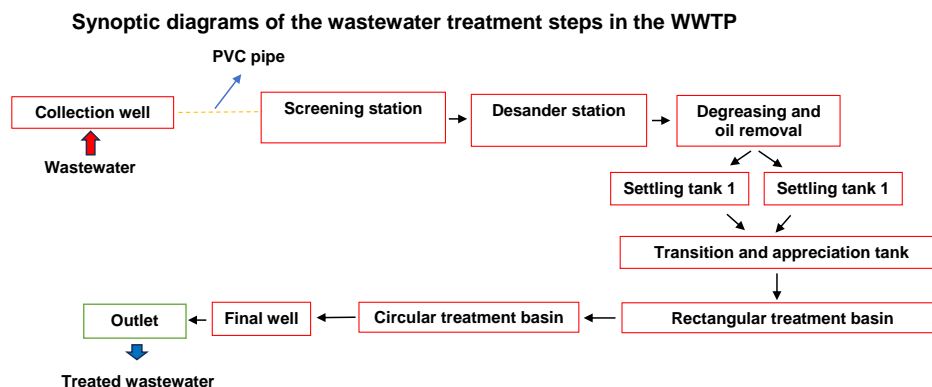 Synoptic diagrams of the wastewater treatment steps in the WWTP
PVC pipe
Collection well
Screening station
Desander station
Degreasing and
oil removal
Wastewater
Settling tank 1
Settling tank 1
Transition and appreciation tank
Outlet
Final well
Circular treatment basin
Rectangular treatment basin
Treated wastewater